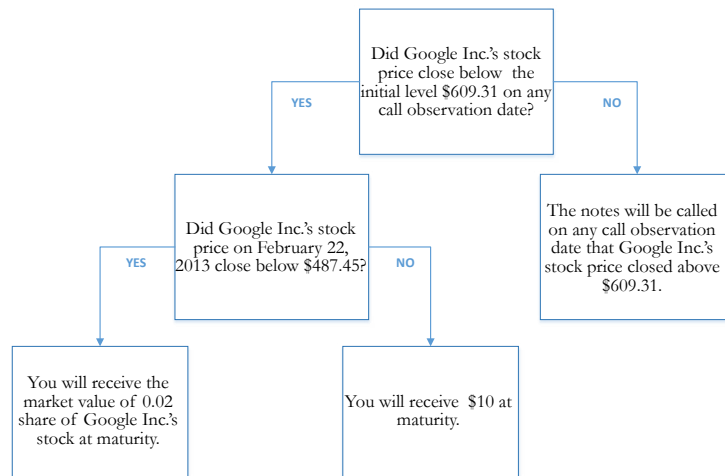 Did Google Inc.'s stock
price close below the
initial level $609.31 on any
call observation date?
YES
NO
Did Google Inc.'s stock
price on February 22,
2013 close below $487.45?
The notes will be called
on any call observation
date that Google Inc.'s
stock price closed above
$609.31.
YES
NO
You will receive the
market value of 0.02
share of Google Inc.'s
stock at maturity.
You will receive $10 at
maturity.